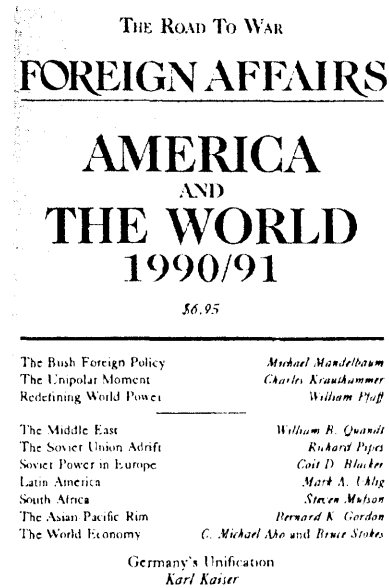 THE ROAD TO WAR
FOREIGN AFFAIRS
AMERICA
AND
THE WORLD
1990/91
$6.95
The Bush Foreign Policy Michael Mandelbaum
The Unipolar Moment Charles Krauthammer
Redefining World Power William Pfaff
The Middle East William B. Quandt
The Soviet Union Adrift Richard Pipes
Soviet Power in Europe Coit D. Blacker
Latin America Mark A. Uhlig
South Africa Steven Mufson
The Asian-Pacific Rim Bernard K. Gordon
The World Economy C. Michael Aho and Bruce Stokes
Germany's Unification
Karl Kaiser